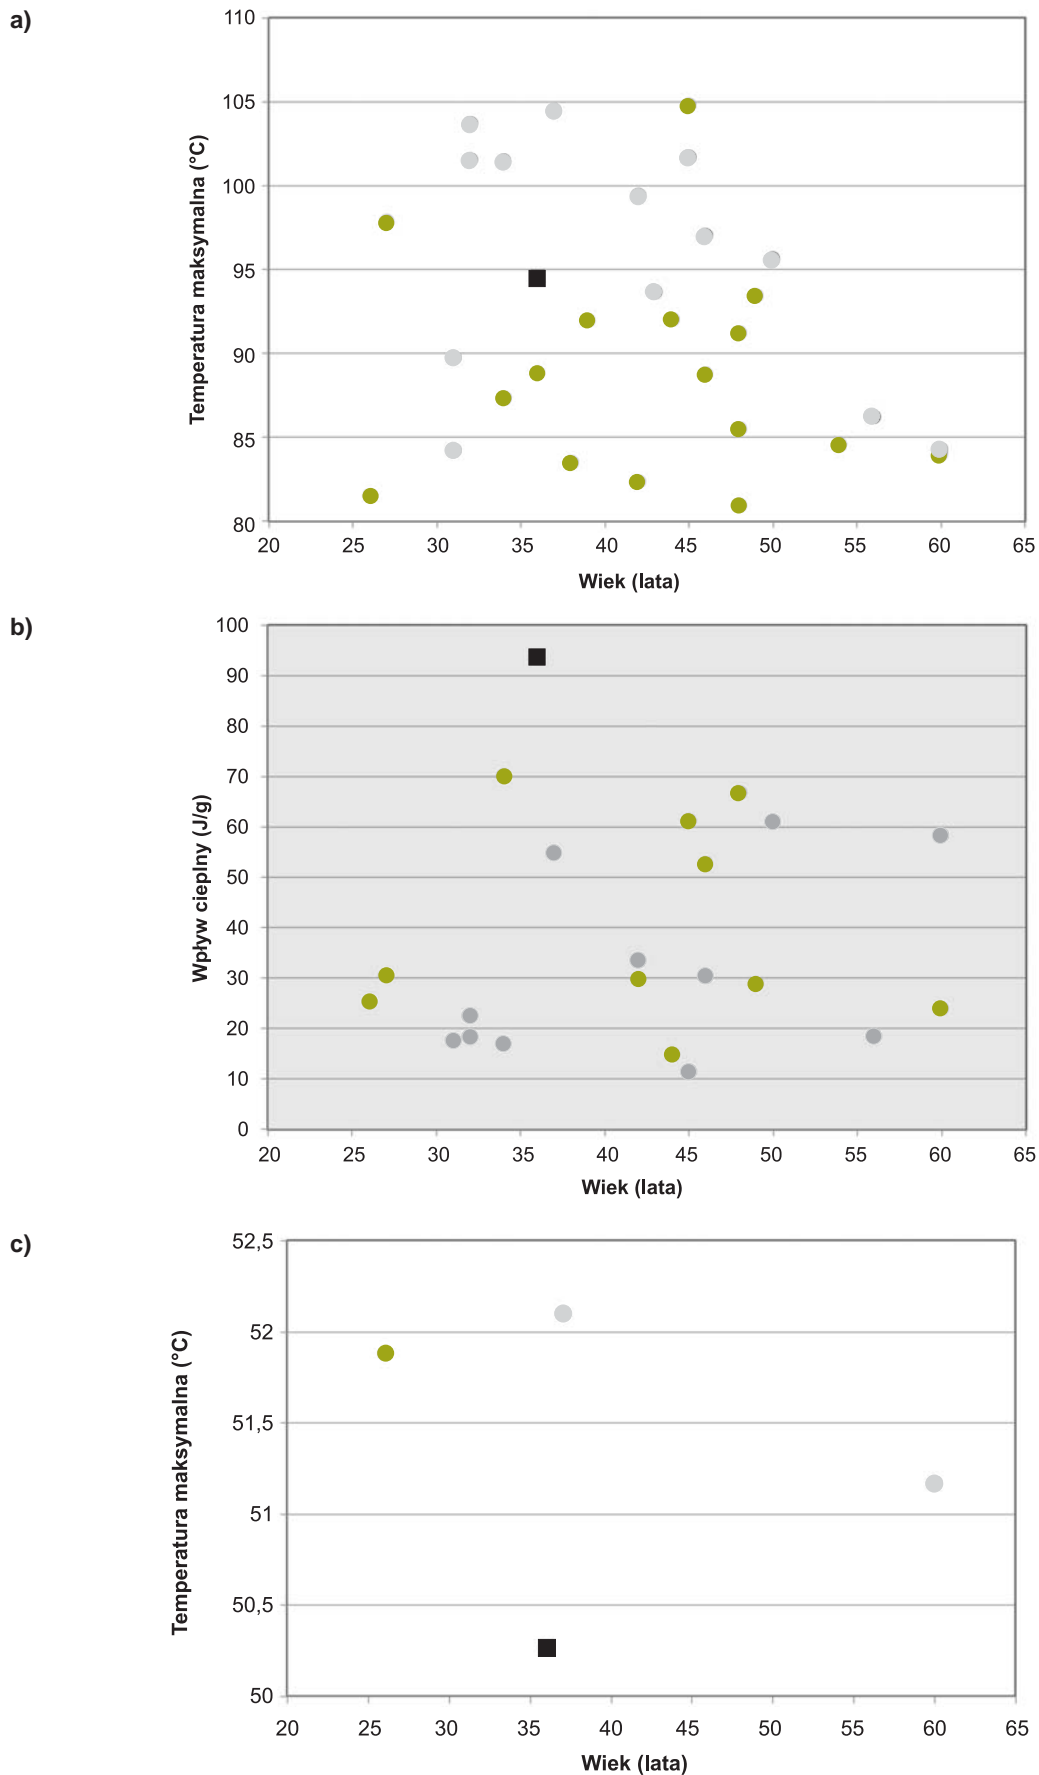 a)
110
105
100
95
90
85
80
Temperatura maksymalna (°C)
20 25 30 35 40 45 50 55 60 65
Wiek (lata)
b)
100
90
80
70
60
50
40
30
20
10
0
Wpływ cieplny (J/g)
20 25 30 35 40 45 50 55 60 65
Wiek (lata)
c)
52,5
52
51,5
51
50,5
50
Temperatura maksymalna (°C)
20 25 30 35 40 45 50 55 60 65
Wiek (lata)